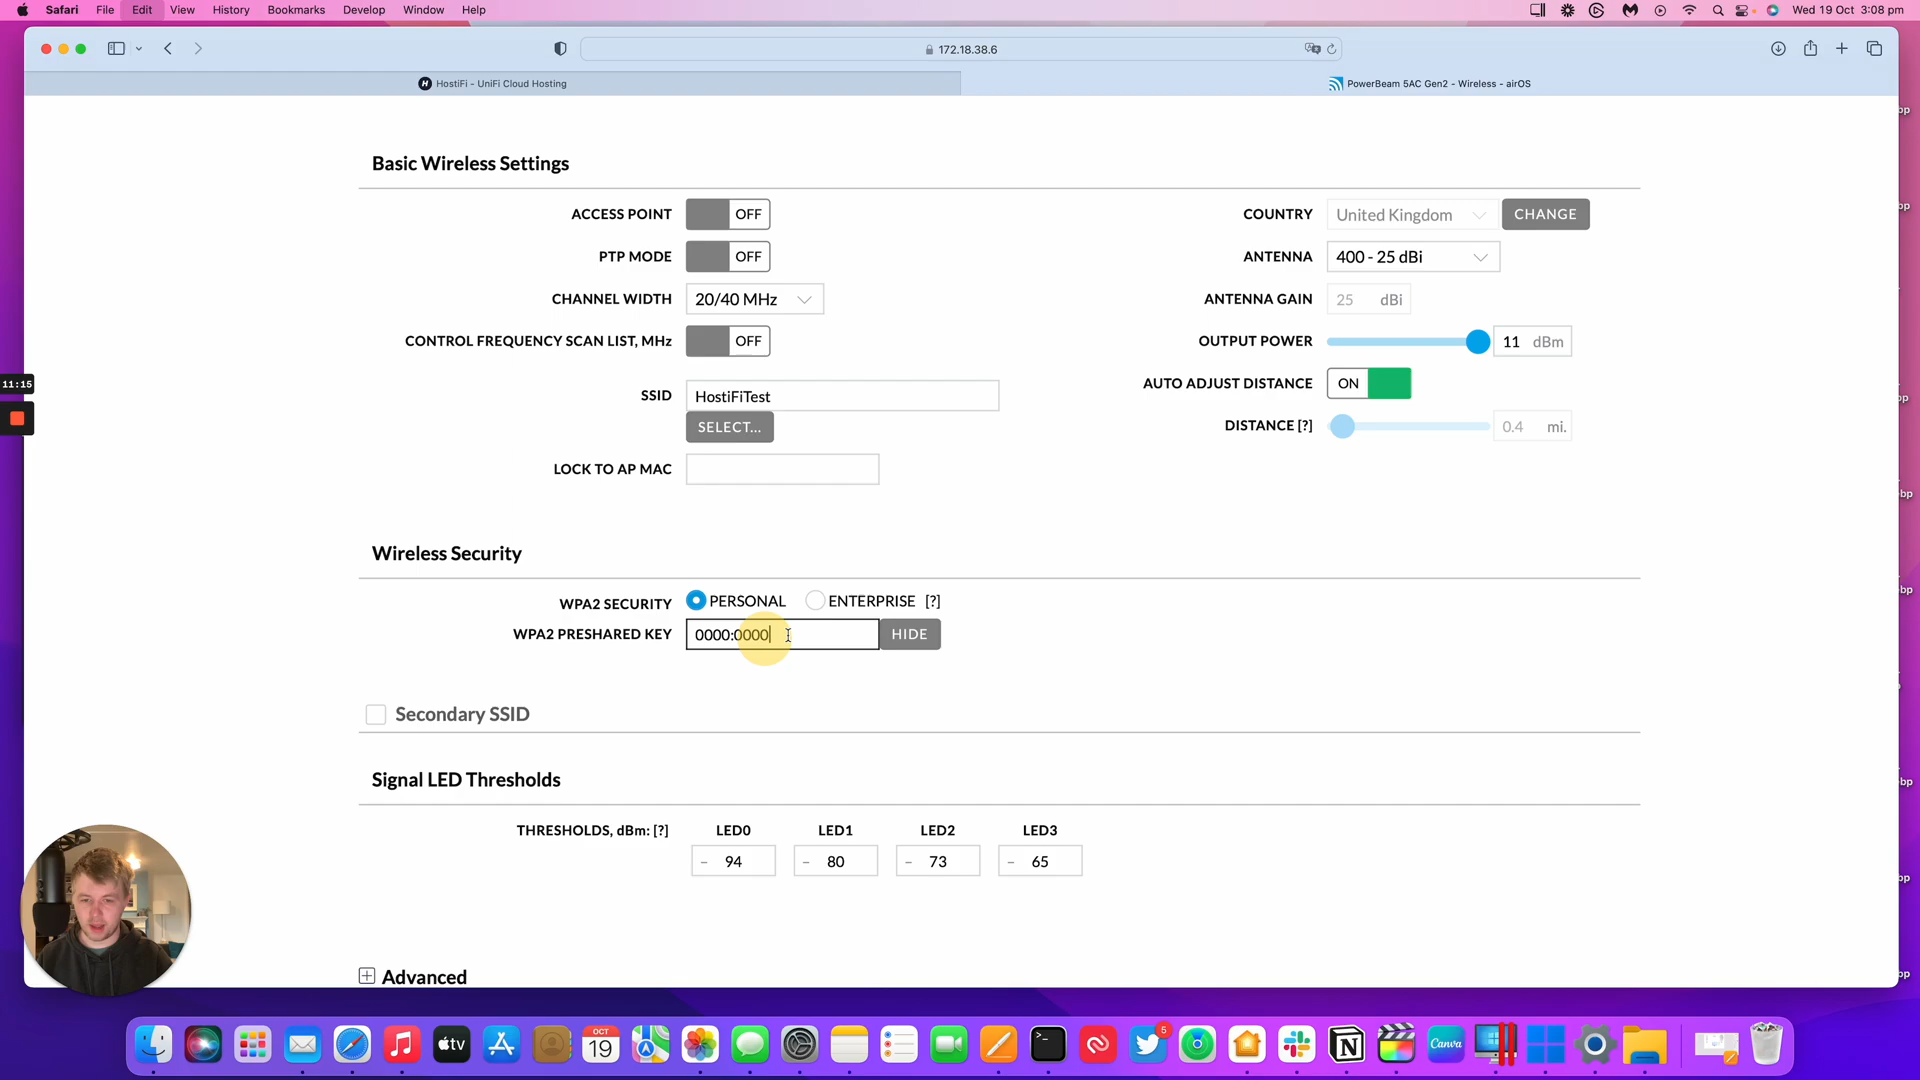 Safari File Edit View History Bookmarks Develop Window Help Wed 19 Oct 3:08 pm
172.18.38.6
HostiFi - UniFi Cloud Hosting PowerBeam 5AC Gen2 - Wireless - airOS
Basic Wireless Settings
ACCESS POINT OFF COUNTRY United Kingdom CHANGE
PTP MODE OFF ANTENNA 400 - 25 dBi
CHANNEL WIDTH 20/40 MHz ANTENNA GAIN 25 dBi
CONTROL FREQUENCY SCAN LIST, MHz OFF OUTPUT POWER 11 dBm
11:15
SSID HostiFiTest AUTO ADJUST DISTANCE ON
SELECT... DISTANCE [?] 0.4 mi.
LOCK TO AP MAC
Wireless Security
WPA2 SECURITY PERSONAL ENTERPRISE [?]
WPA2 PRESHARED KEY 0000:0000 HIDE
Secondary SSID
Signal LED Thresholds
THRESHOLDS, dBm: [?] LED0 LED1 LED2 LED3
- 94 - 80 - 73 - 65
Advanced
OCT
19
tv
5
Canva